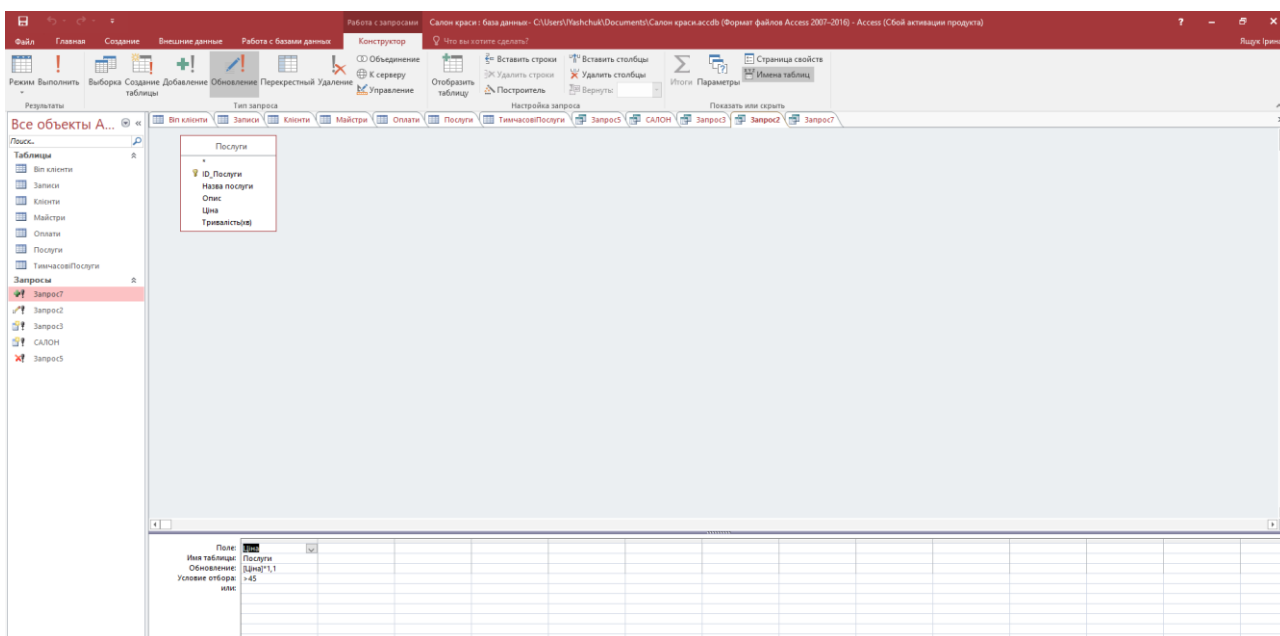 Работа с запросами
Салон краси : база данных- C:\Users\IYashchuk\Documents\Салон краси.accdb (Формат файлов Access 2007–2016) - Access (Сбой активации продукта)
Файл Главная Создание Внешние данные Работа с базами данных Конструктор Что вы хотите сделать?
Ящук Ірин
Режим Выполнить Выборка Создание таблицы Добавление Обновление Перекрестный Удаление
Объединение
К серверу
Управление
Отобразить таблицу
Вставить строки
Удалить строки
Построитель
Вставить столбцы
Удалить столбцы
Вернуть:
Итоги Параметры
Страница свойств
Имена таблиц
Результаты Тип запроса Настройка запроса Показать или скрыть
Все объекты A...
Поиск...
Таблицы
Віп клієнти
Записи
Клієнти
Майстри
Оплати
Послуги
ТимчасовіПослуги
Запросы
Запрос7
Запрос2
Запрос3
САЛОН
Запрос5
Віп клієнти Записи Клієнти Майстри Оплати Послуги ТимчасовіПослуги Запрос5 САЛОН Запрос3 Запрос2 Запрос7
Послуги
*
ID_Послуги
Назва послуги
Опис
Ціна
Тривалість(хв)
Поле: Ціна
Имя таблицы: Послуги
Обновление: [Ціна]*1,1
Условие отбора: >45
или: